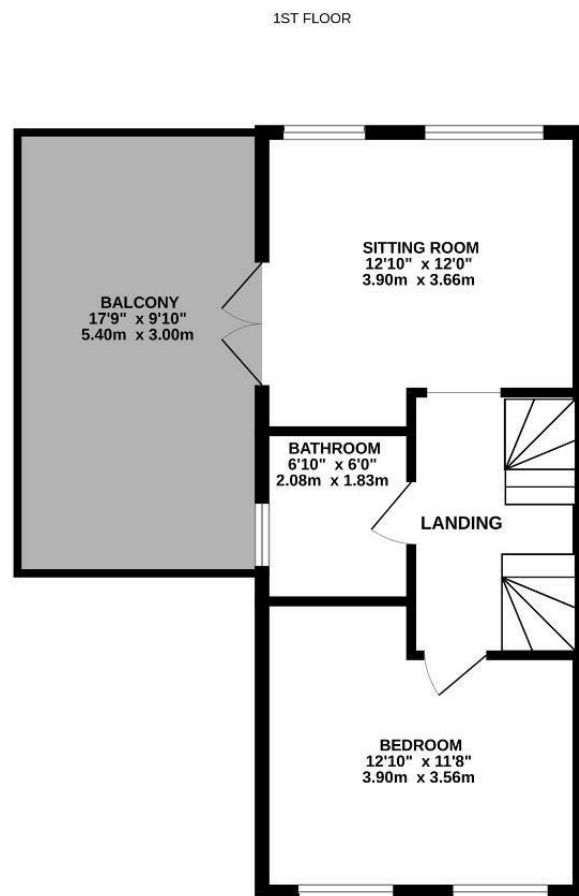 1ST FLOOR
SITTING ROOM
12'10" x 12'0"
3.90m x 3.66m
BALCONY
17'9" x 9'10"
5.40m x 3.00m
BATHROOM
6'10" x 6'0"
2.08m x 1.83m
LANDING
BEDROOM
12'10" x 11'8"
3.90m x 3.56m